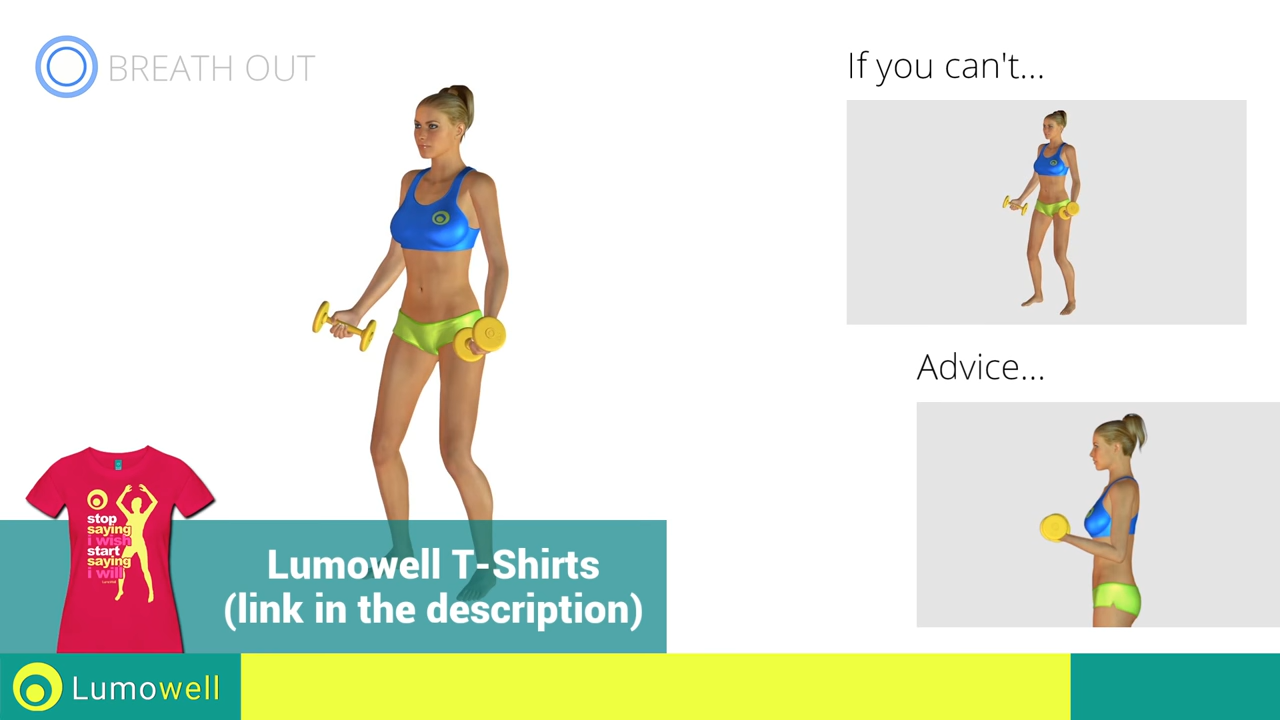 BREATH OUT
If you can't...
Advice...
stop
saying
i wish
start
saying
i will
Lumowell T-Shirts
(link in the description)
Lumowell